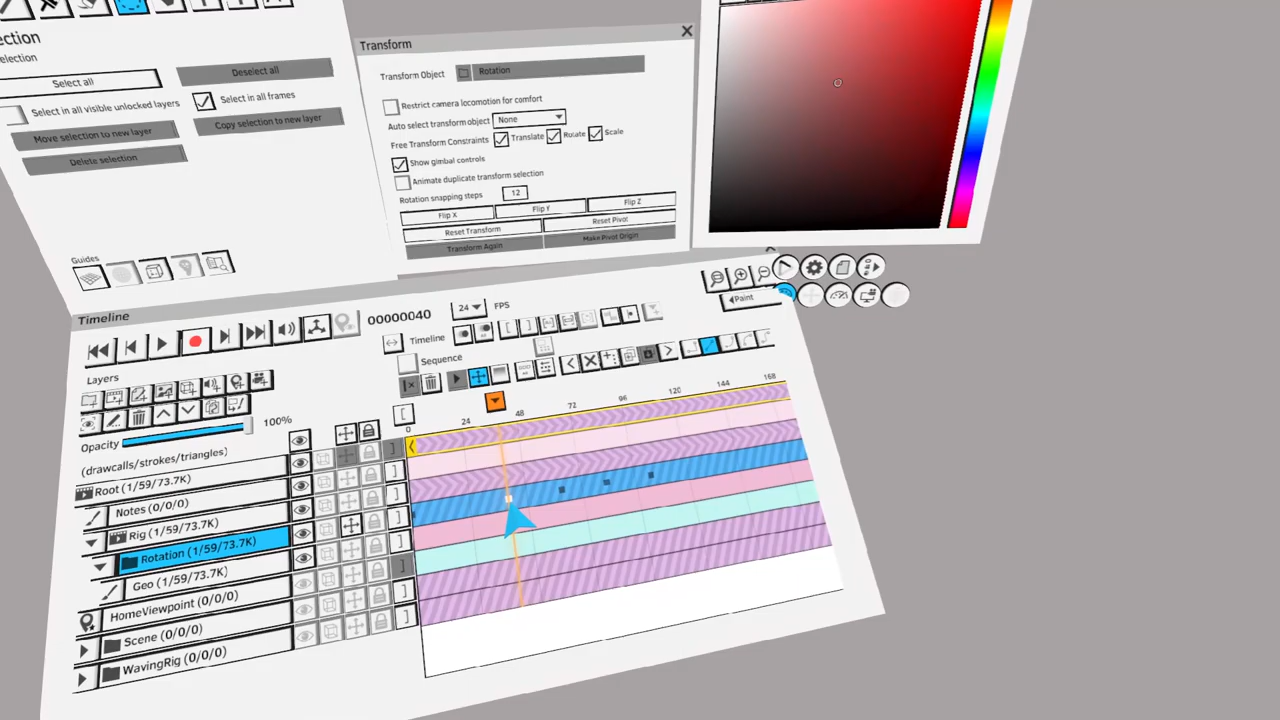 ection
election
Select all
Deselect all
Select in all visible unlocked layers
Select in all frames
Move selection to new layer
Copy selection to new layer
Delete selection
Guides
Transform
Transform Object
Rotation
Restrict camera locomotion for comfort
Auto select transform object
None
Free Transform Constraints
Translate
Rotate
Scale
Show gimbal controls
Animate duplicate transform selection
Rotation snapping steps
12
Flip X
Flip Y
Flip Z
Reset Transform
Reset Pivot
Transform Again
Make Pivot Origin
Timeline
00000040
24
FPS
Paint
Timeline
Sequence
Layers
Opacity
100%
0
24
48
72
96
120
144
168
(drawcalls/strokes/triangles)
Root (1/59/73.7K)
Notes (0/0/0)
Rig (1/59/73.7K)
Rotation (1/59/73.7K)
Geo (1/59/73.7K)
HomeViewpoint (0/0/0)
Scene (0/0/0)
WavingRig (0/0/0)